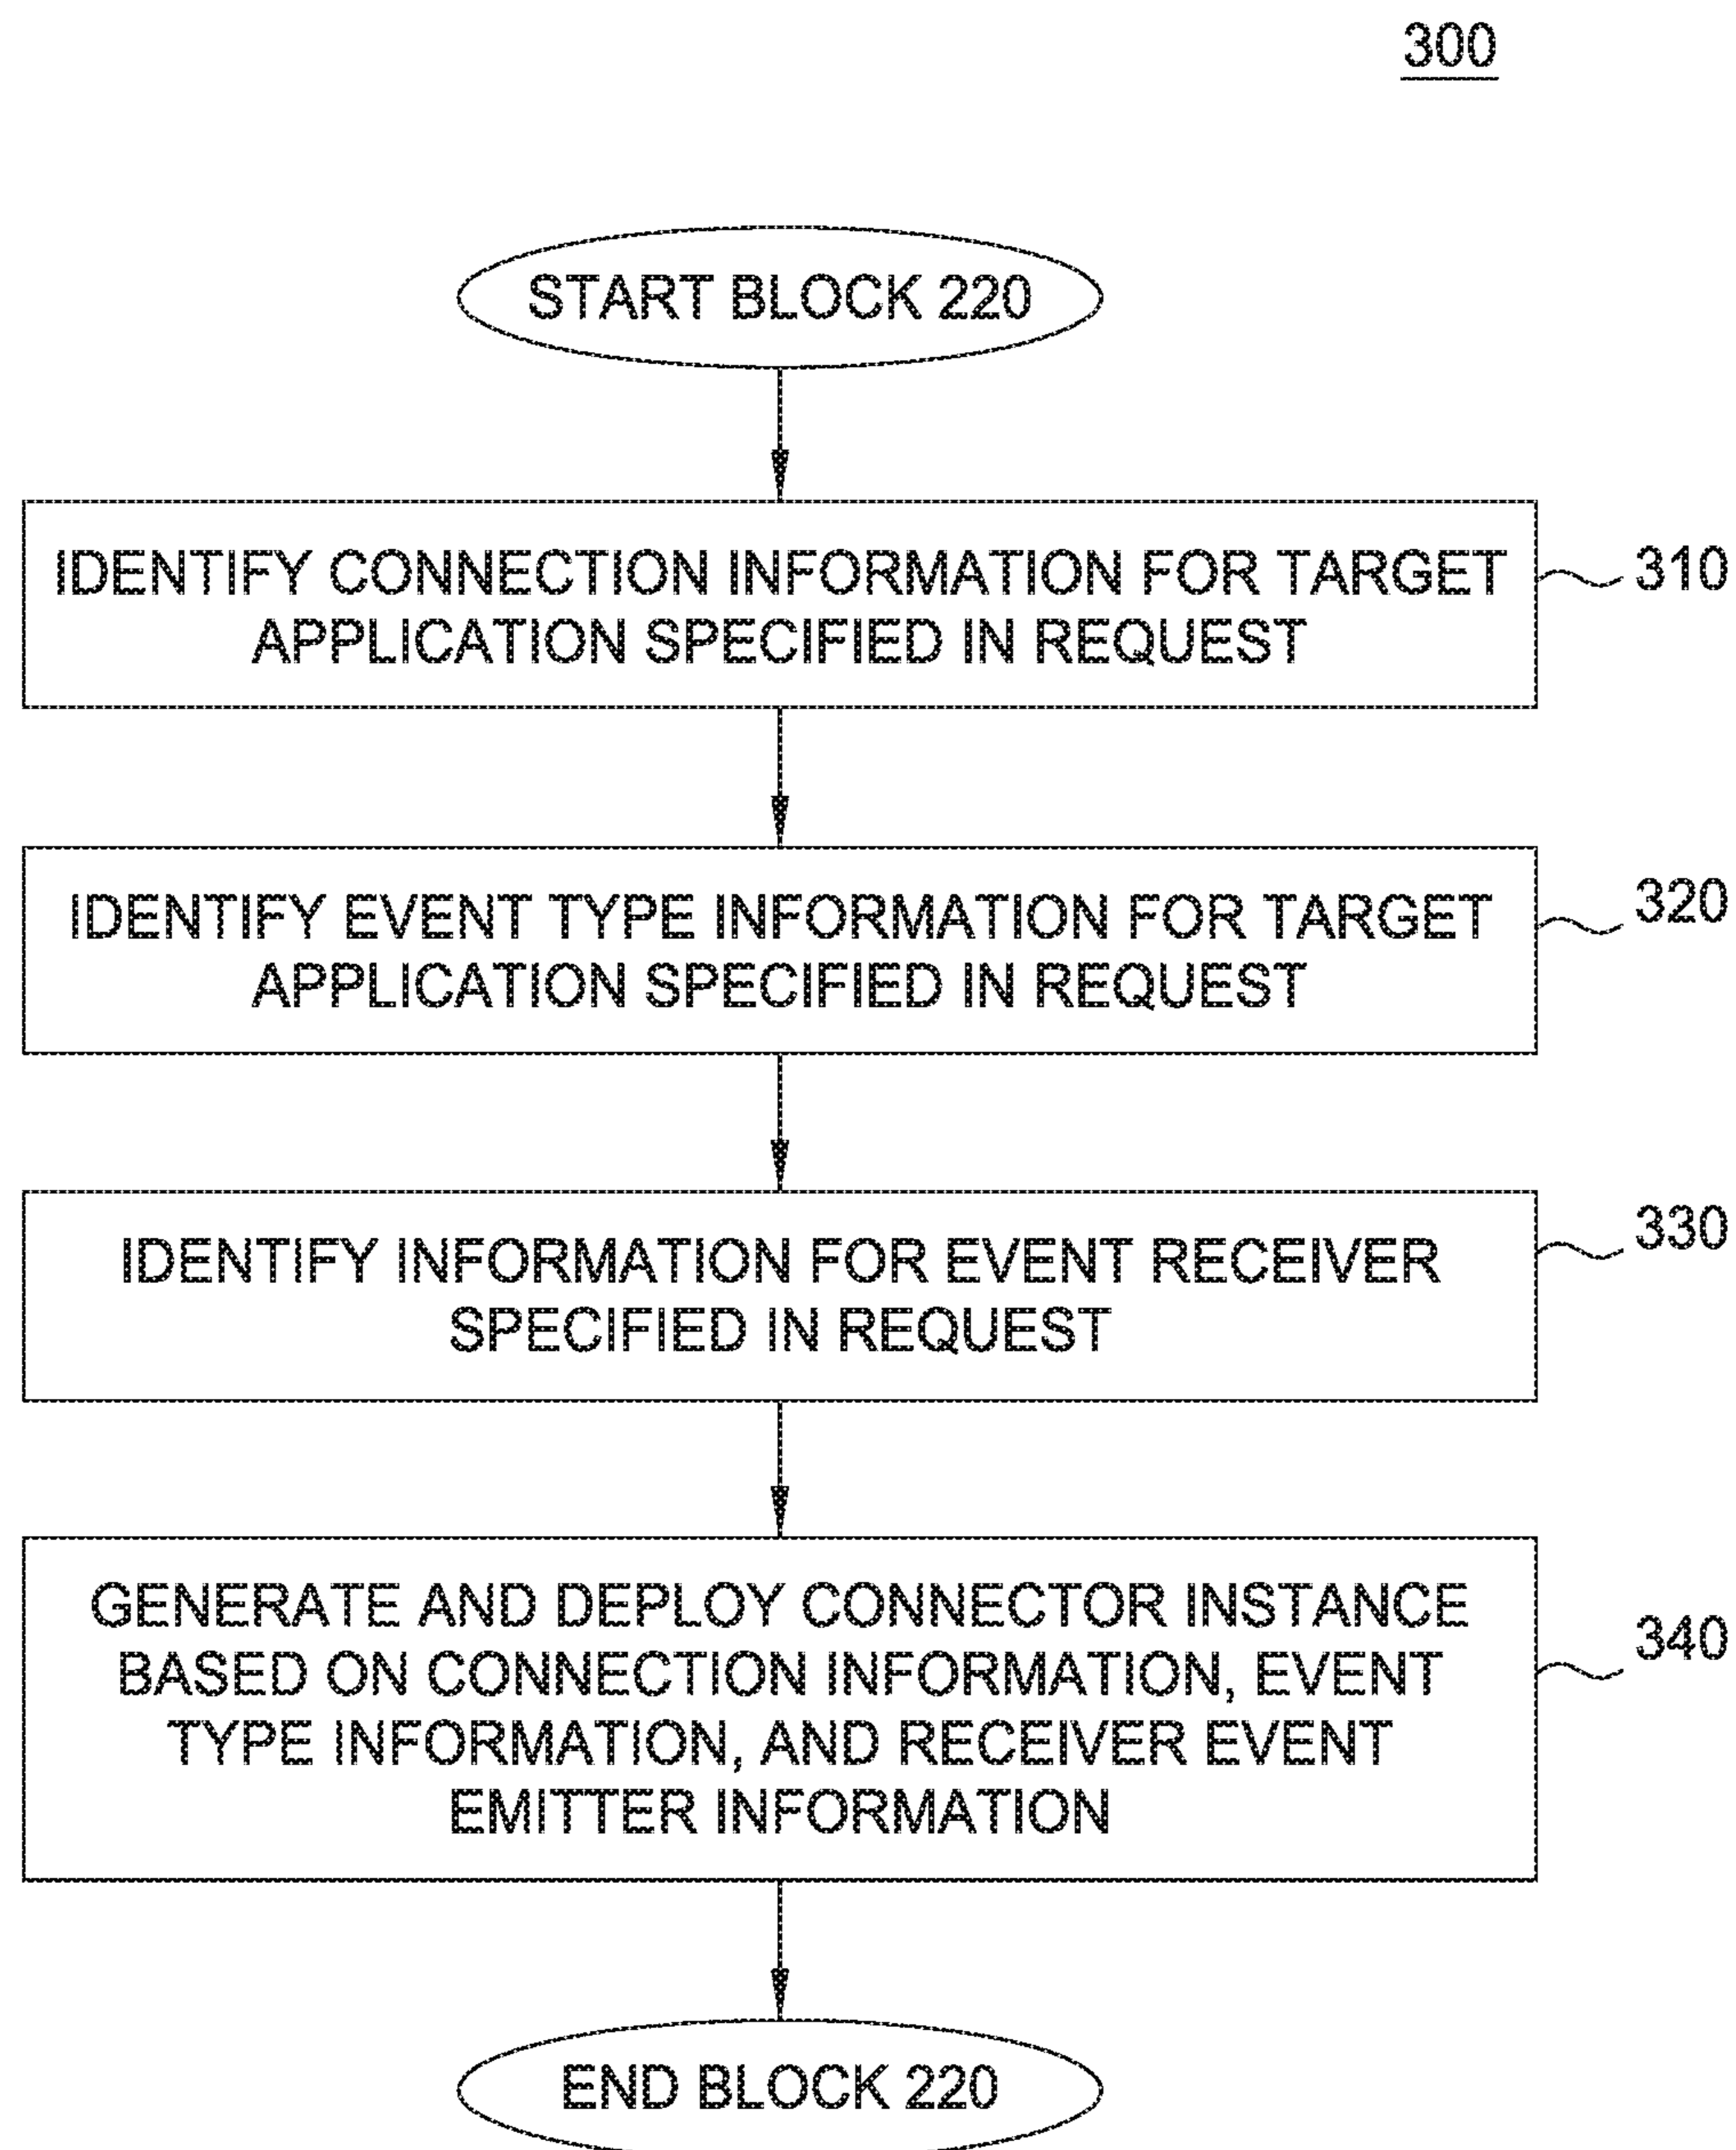 300
START BLOCK 220
IDENTIFY CONNECTION INFORMATION FOR TARGET
APPLICATION SPECIFIED IN REQUEST
310
IDENTIFY EVENT TYPE INFORMATION FOR TARGET
APPLICATION SPECIFIED IN REQUEST
320
IDENTIFY INFORMATION FOR EVENT RECEIVER
SPECIFIED IN REQUEST
330
GENERATE AND DEPLOY CONNECTOR INSTANCE
BASED ON CONNECTION INFORMATION, EVENT
TYPE INFORMATION, AND RECEIVER EVENT
EMITTER INFORMATION
340
END BLOCK 220